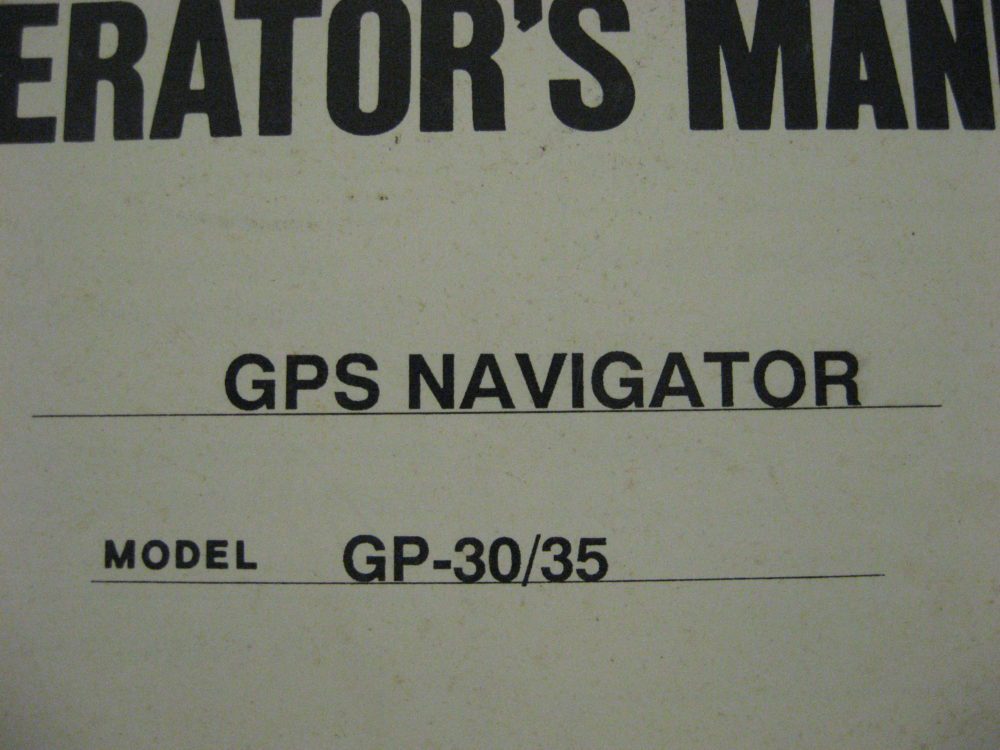 ERATOR'S MAN
GPS NAVIGATOR
MODEL GP-30/35